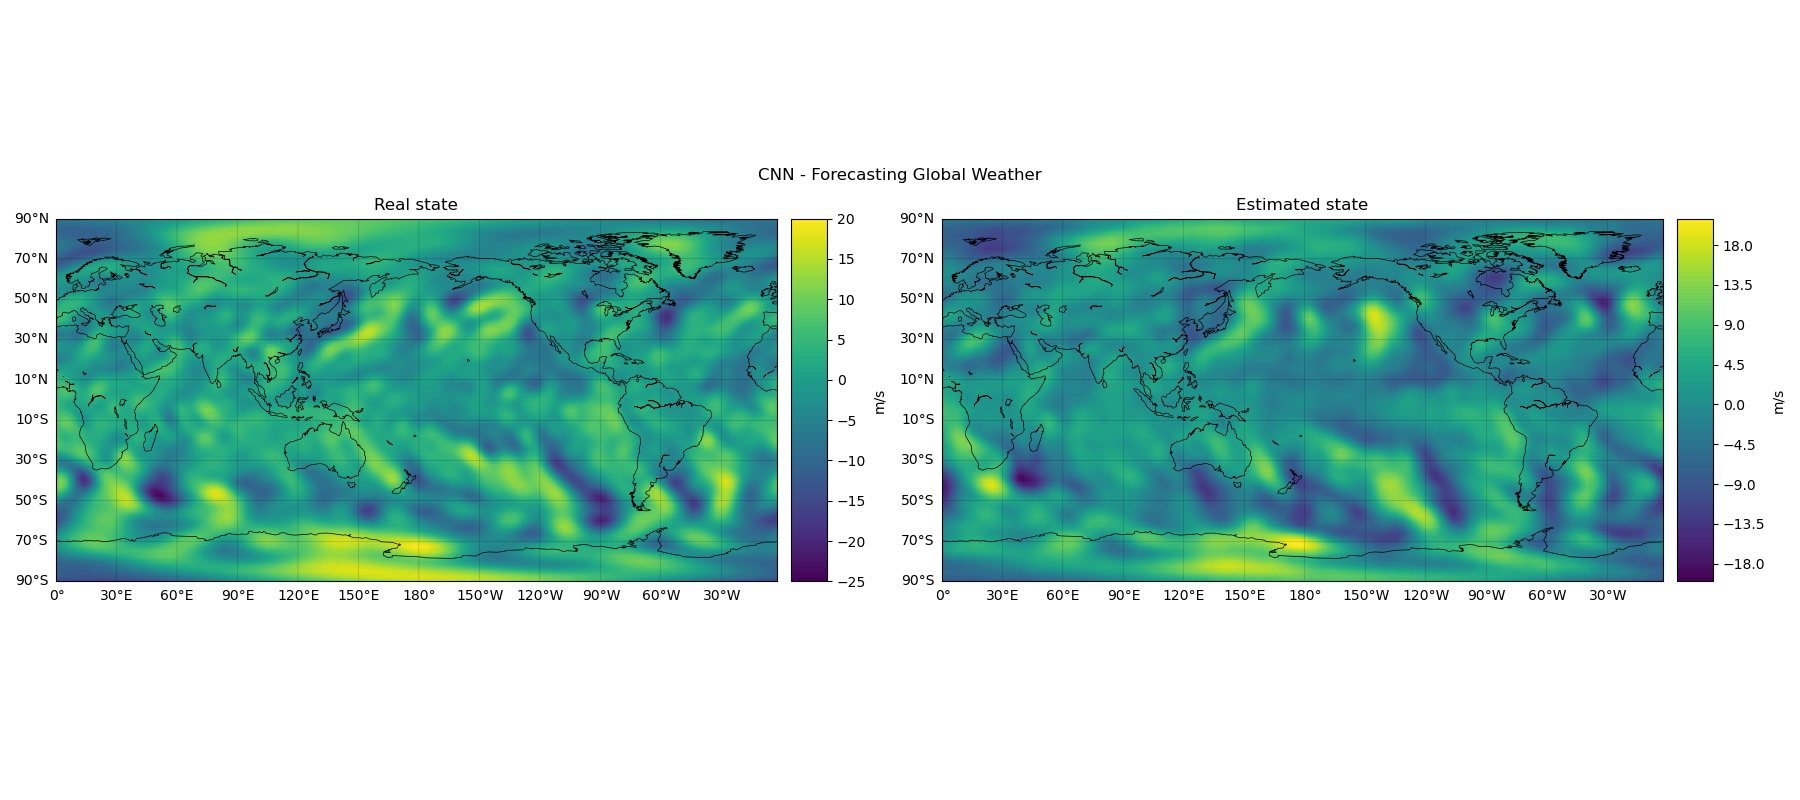 CNN - Forecasting Global Weather
Real state
90°N
70°N
50°N
30°N
10°N
10°S
30°S
50°S
70°S
90°S
0° 30°E 60°E 90°E 120°E 150°E 180° 150°W 120°W 90°W 60°W 30°W
20
15
10
5
0
−5
−10
−15
−20
−25
m/s
Estimated state
90°N
70°N
50°N
30°N
10°N
10°S
30°S
50°S
70°S
90°S
0° 30°E 60°E 90°E 120°E 150°E 180° 150°W 120°W 90°W 60°W 30°W
18.0
13.5
9.0
4.5
0.0
−4.5
−9.0
−13.5
−18.0
m/s